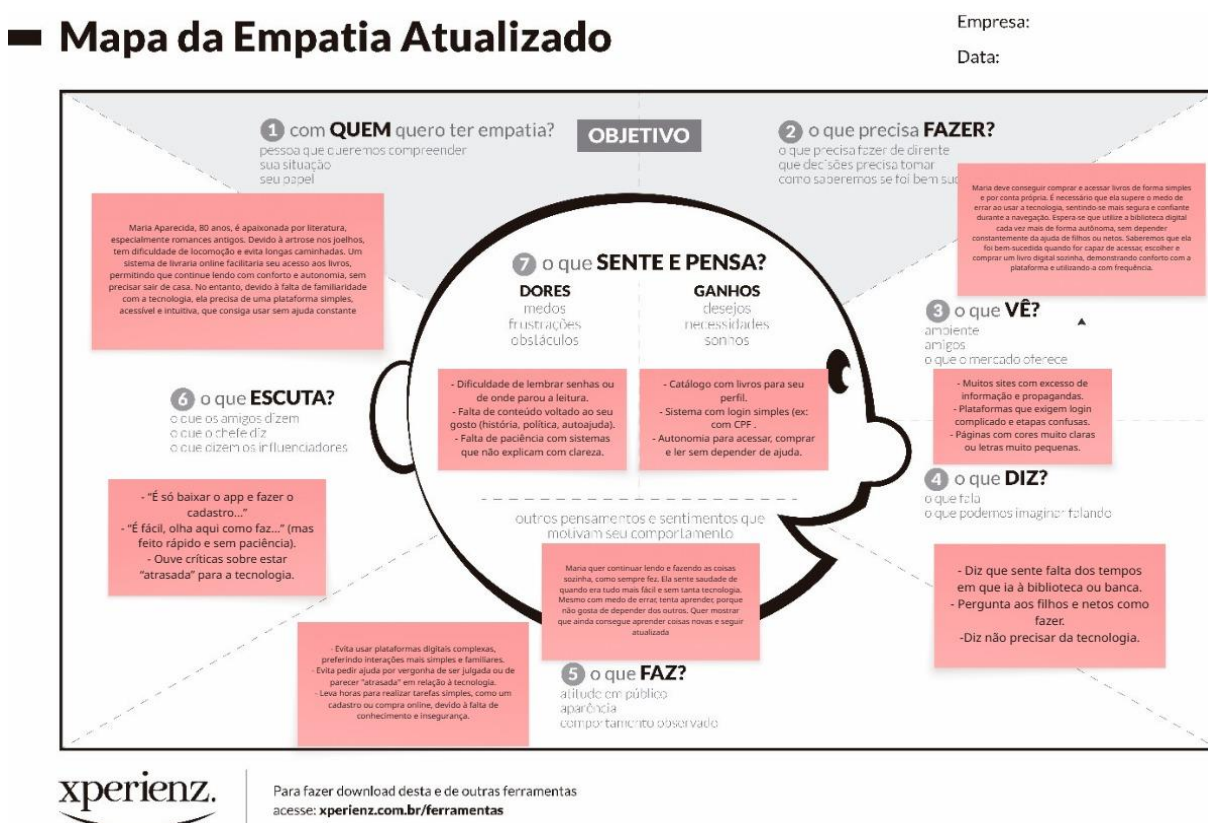 Mapa da Empatia Atualizado
Empresa:
Data:
1 com QUEM quero ter empatia?
pessoa que queremos compreender
sua situação
seu papel
OBJETIVO
2 o que precisa FAZER?
o que precisa fazer de dirente
que decisões precisa tomar
como saberemos se foi bem suc
Maria Aparecida, 80 anos, é apaixonada por literatura,
especialmente romances antigos. Devido à artrose nos joelhos,
tem dificuldade de locomoção e evita longas caminhadas. Um
sistema de livraria online facilitaria seu acesso aos livros,
permitindo que continue lendo com conforto e autonomia, sem
precisar sair de casa. No entanto, devido à falta de familiaridade
com a tecnologia, ela precisa de uma plataforma simples,
acessível e intuitiva, que consiga usar sem ajuda constante
Maria deve conseguir comprar e acessar livros de forma simples
e por conta própria. É necessário que ela supere o medo de
errar ao usar a tecnologia, sentindo-se mais segura e confiante
durante a navegação. Espera-se que utilize a biblioteca digital
cada vez mais de forma autônoma, sem depender
constantemente da ajuda de filhos ou netos. Saberemos que ela
foi bem-sucedida quando for capaz de acessar, escolher e
comprar um livro digital sozinha, demonstrando conforto com a
plataforma e utilizando-a com frequência.
7 o que SENTE E PENSA?
DORES
medos
frustrações
obstáculos
GANHOS
desejos
necessidades
sonhos
- Dificuldade de lembrar senhas ou
de onde parou a leitura.
- Falta de conteúdo voltado ao seu
gosto (história, política, autoajuda).
- Falta de paciência com sistemas
que não explicam com clareza.
- Catálogo com livros para seu
perfil.
- Sistema com login simples (ex:
com CPF .
- Autonomia para acessar, comprar
e ler sem depender de ajuda.
3 o que VÊ?
ambiente
amigos
o que o mercado oferece
- Muitos sites com excesso de
informação e propagandas.
- Plataformas que exigem login
complicado e etapas confusas.
- Páginas com cores muito claras
ou letras muito pequenas.
6 o que ESCUTA?
o que os amigos dizem
o que o chefe diz
o que dizem os influenciadores
- “É só baixar o app e fazer o
cadastro...”
- “É fácil, olha aqui como faz...” (mas
feito rápido e sem paciência).
- Ouve críticas sobre estar
“atrasada” para a tecnologia.
4 o que DIZ?
o que fala
o que podemos imaginar falando
- Diz que sente falta dos tempos
em que ia à biblioteca ou banca.
- Pergunta aos filhos e netos como
fazer.
-Diz não precisar da tecnologia.
outros pensamentos e sentimentos que
motivam seu comportamento
Maria quer continuar lendo e fazendo as coisas
sozinha, como sempre fez. Ela sente saudade de
quando era tudo mais fácil e sem tanta tecnologia.
Mesmo com medo de errar, tenta aprender, porque
não gosta de depender dos outros. Quer mostrar
que ainda consegue aprender coisas novas e seguir
atualizada
- Evita usar plataformas digitais complexas,
preferindo interações mais simples e familiares.
- Evita pedir ajuda por vergonha de ser julgada ou de
parecer "atrasada" em relação à tecnologia.
- Leva horas para realizar tarefas simples, como um
cadastro ou compra online, devido à falta de
conhecimento e insegurança.
5 o que FAZ?
atitude em público
aparência
comportamento observado
xperienz.
Para fazer download desta e de outras ferramentas
acesse: xperienz.com.br/ferramentas